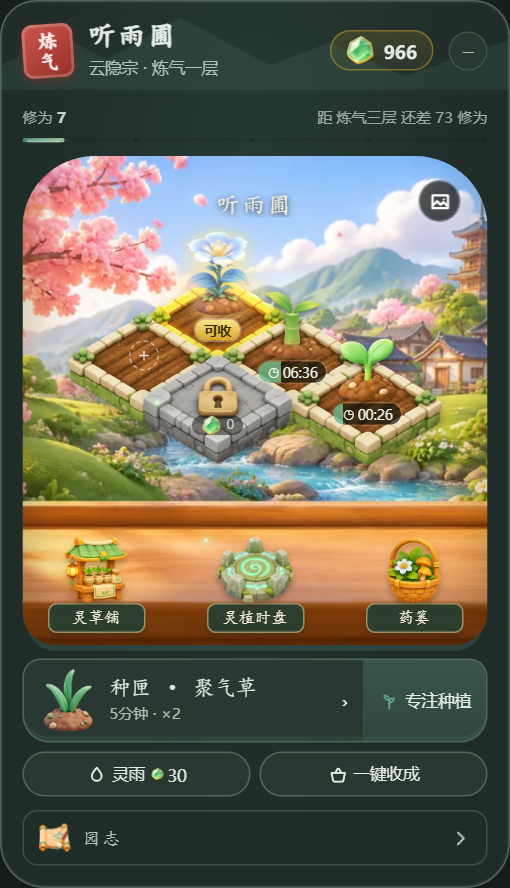 炼气
听雨圃
966
云隐宗 · 炼气一层
修为 7
距 炼气三层 还差 73 修为
听雨圃
可收
06:36
00:26
0
灵草铺
灵植时盘
药篓
种匣 • 聚气草
5分钟 · ×2
专注种植
灵雨 30
一键收成
园志